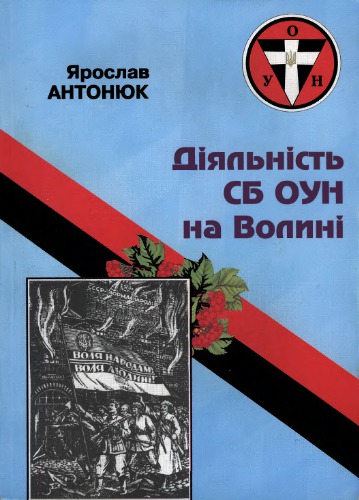 О
У Н
Ярослав
АНТОНЮК
Діяльність
СБ ОУН
на Волині
ВОЛЯ НАРОДАМ!
ВОЛЯ ЛЮДИНІ!